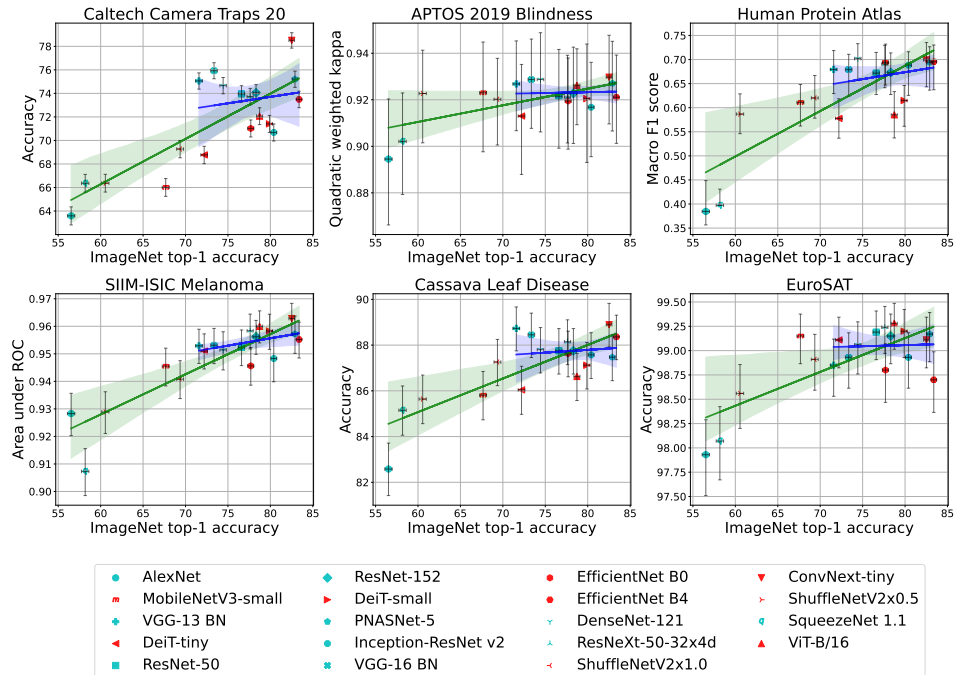 Caltech Camera Traps 20
APTOS 2019 Blindness
Human Protein Atlas
Accuracy
78
76
74
72
70
68
66
64
55 60 65 70 75 80 85
ImageNet top-1 accuracy
Quadratic weighted kappa
0.94
0.92
0.90
0.88
55 60 65 70 75 80 85
ImageNet top-1 accuracy
Macro F1 score
0.75
0.70
0.65
0.60
0.55
0.50
0.45
0.40
0.35
55 60 65 70 75 80 85
ImageNet top-1 accuracy
SIIM-ISIC Melanoma
Cassava Leaf Disease
EuroSAT
Area under ROC
0.97
0.96
0.95
0.94
0.93
0.92
0.91
0.90
55 60 65 70 75 80 85
ImageNet top-1 accuracy
Accuracy
90
88
86
84
82
55 60 65 70 75 80 85
ImageNet top-1 accuracy
Accuracy
99.50
99.25
99.00
98.75
98.50
98.25
98.00
97.75
97.50
55 60 65 70 75 80 85
ImageNet top-1 accuracy
AlexNet
MobileNetV3-small
VGG-13 BN
DeiT-tiny
ResNet-50
ResNet-152
DeiT-small
PNASNet-5
Inception-ResNet v2
VGG-16 BN
EfficientNet B0
EfficientNet B4
DenseNet-121
ResNeXt-50-32x4d
ShuffleNetV2x1.0
ConvNext-tiny
ShuffleNetV2x0.5
SqueezeNet 1.1
ViT-B/16